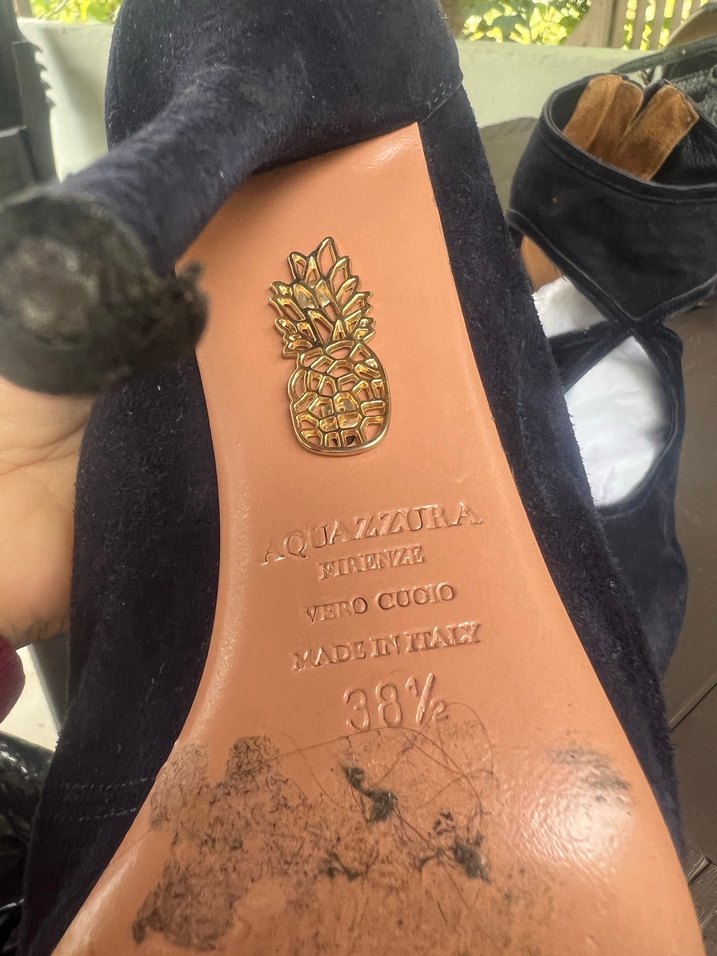 AQUAZZURA
FIRENZE
VERO CUOIO
MADE IN ITALY
38½